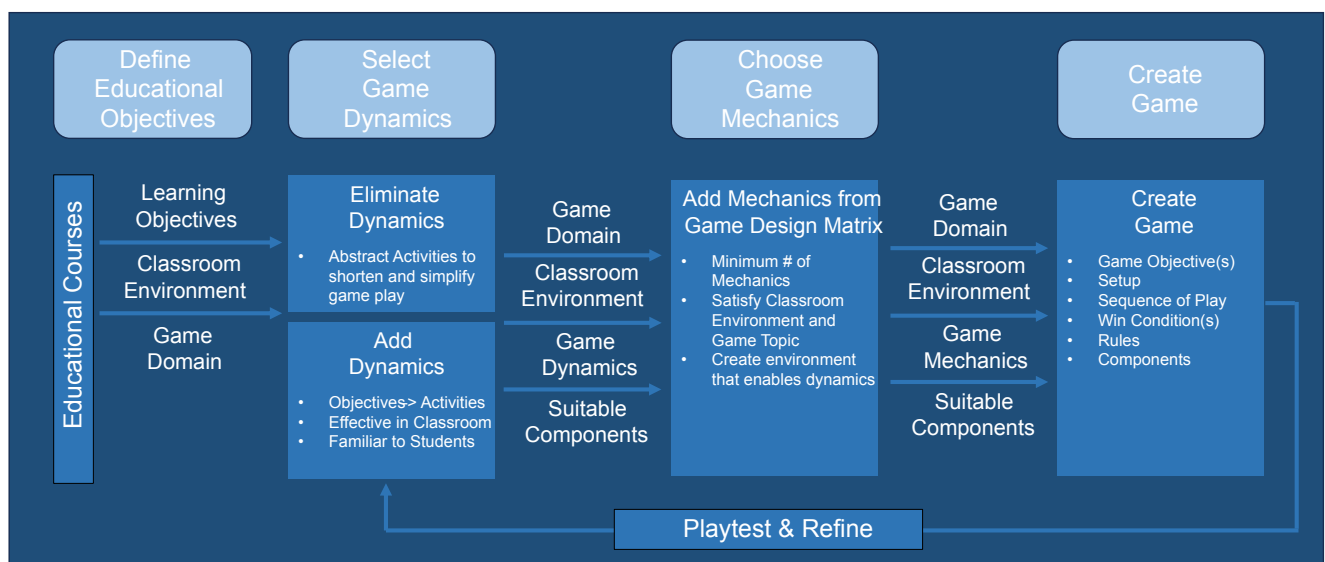 Define
Educational
Objectives
Select
Game
Dynamics
Choose
Game
Mechanics
Create
Game
Educational Courses
Learning
Objectives
Classroom
Environment
Game
Domain
Eliminate
Dynamics
• Abstract Activities to
shorten and simplify
game play
Add
Dynamics
• Objectives-> Activities
• Effective in Classroom
• Familiar to Students
Game
Domain
Classroom
Environment
Game
Dynamics
Suitable
Components
Add Mechanics from
Game Design Matrix
• Minimum # of
Mechanics
• Satisfy Classroom
Environment and
Game Topic
• Create environment
that enables dynamics
Game
Domain
Classroom
Environment
Game
Mechanics
Suitable
Components
Create
Game
• Game Objective(s)
• Setup
• Sequence of Play
• Win Condition(s)
• Rules
• Components
Playtest & Refine